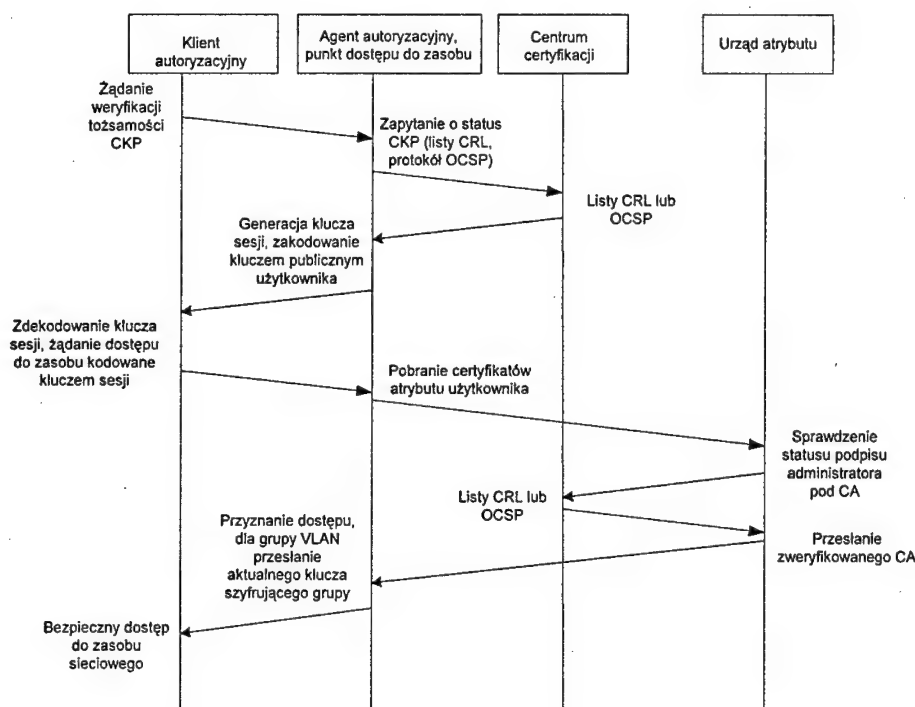 Klient
autoryzacyjny
Agent autoryzacyjny,
punkt dostępu do zasobu
Centrum
certyfikacji
Urząd atrybutu
Żądanie
weryfikacji
tożsamości
CKP
Zapytanie o status
CKP (listy CRL,
protokół OCSP)
Listy CRL lub
OCSP
Generacja klucza
sesji, zakodowanie
kluczem publicznym
użytkownika
Zdekodowanie klucza
sesji, żądanie dostępu
do zasobu kodowane
kluczem sesji
Pobranie certyfikatów
atrybutu użytkownika
Sprawdzenie
statusu podpisu
administratora
pod CA
Listy CRL lub
OCSP
Przyznanie dostępu,
dla grupy VLAN
przesłanie
aktualnego klucza
szyfrującego grupy
Przesłanie
zweryfikowanego CA
Bezpieczny dostęp
do zasobu
sieciowego